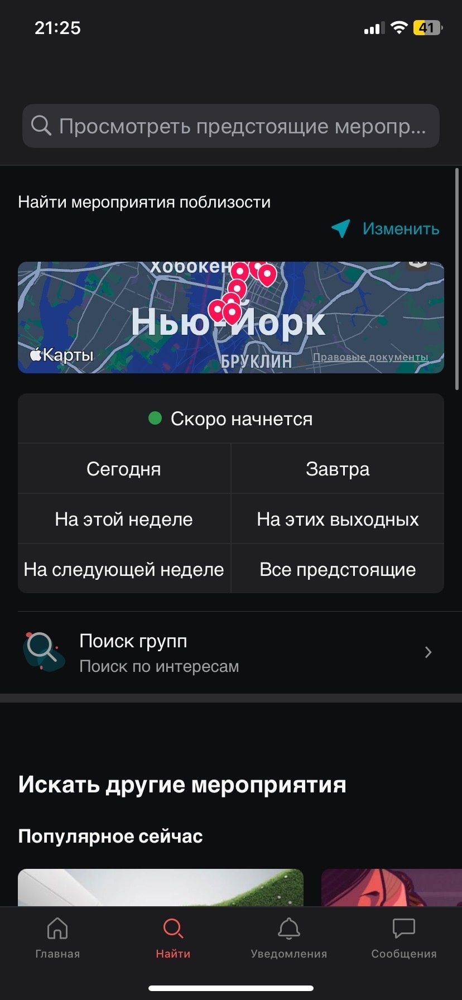 21:25
41
Просмотреть предстоящие меропр...
Найти мероприятия поблизости
Изменить
Хобокен
Нью-Йорк
Карты
БРУКЛИН
Правовые документы
Скоро начнется
Сегодня
Завтра
На этой неделе
На этих выходных
На следующей неделе
Все предстоящие
Поиск групп
Поиск по интересам
Искать другие мероприятия
Популярное сейчас
Главная
Найти
Уведомления
Сообщения